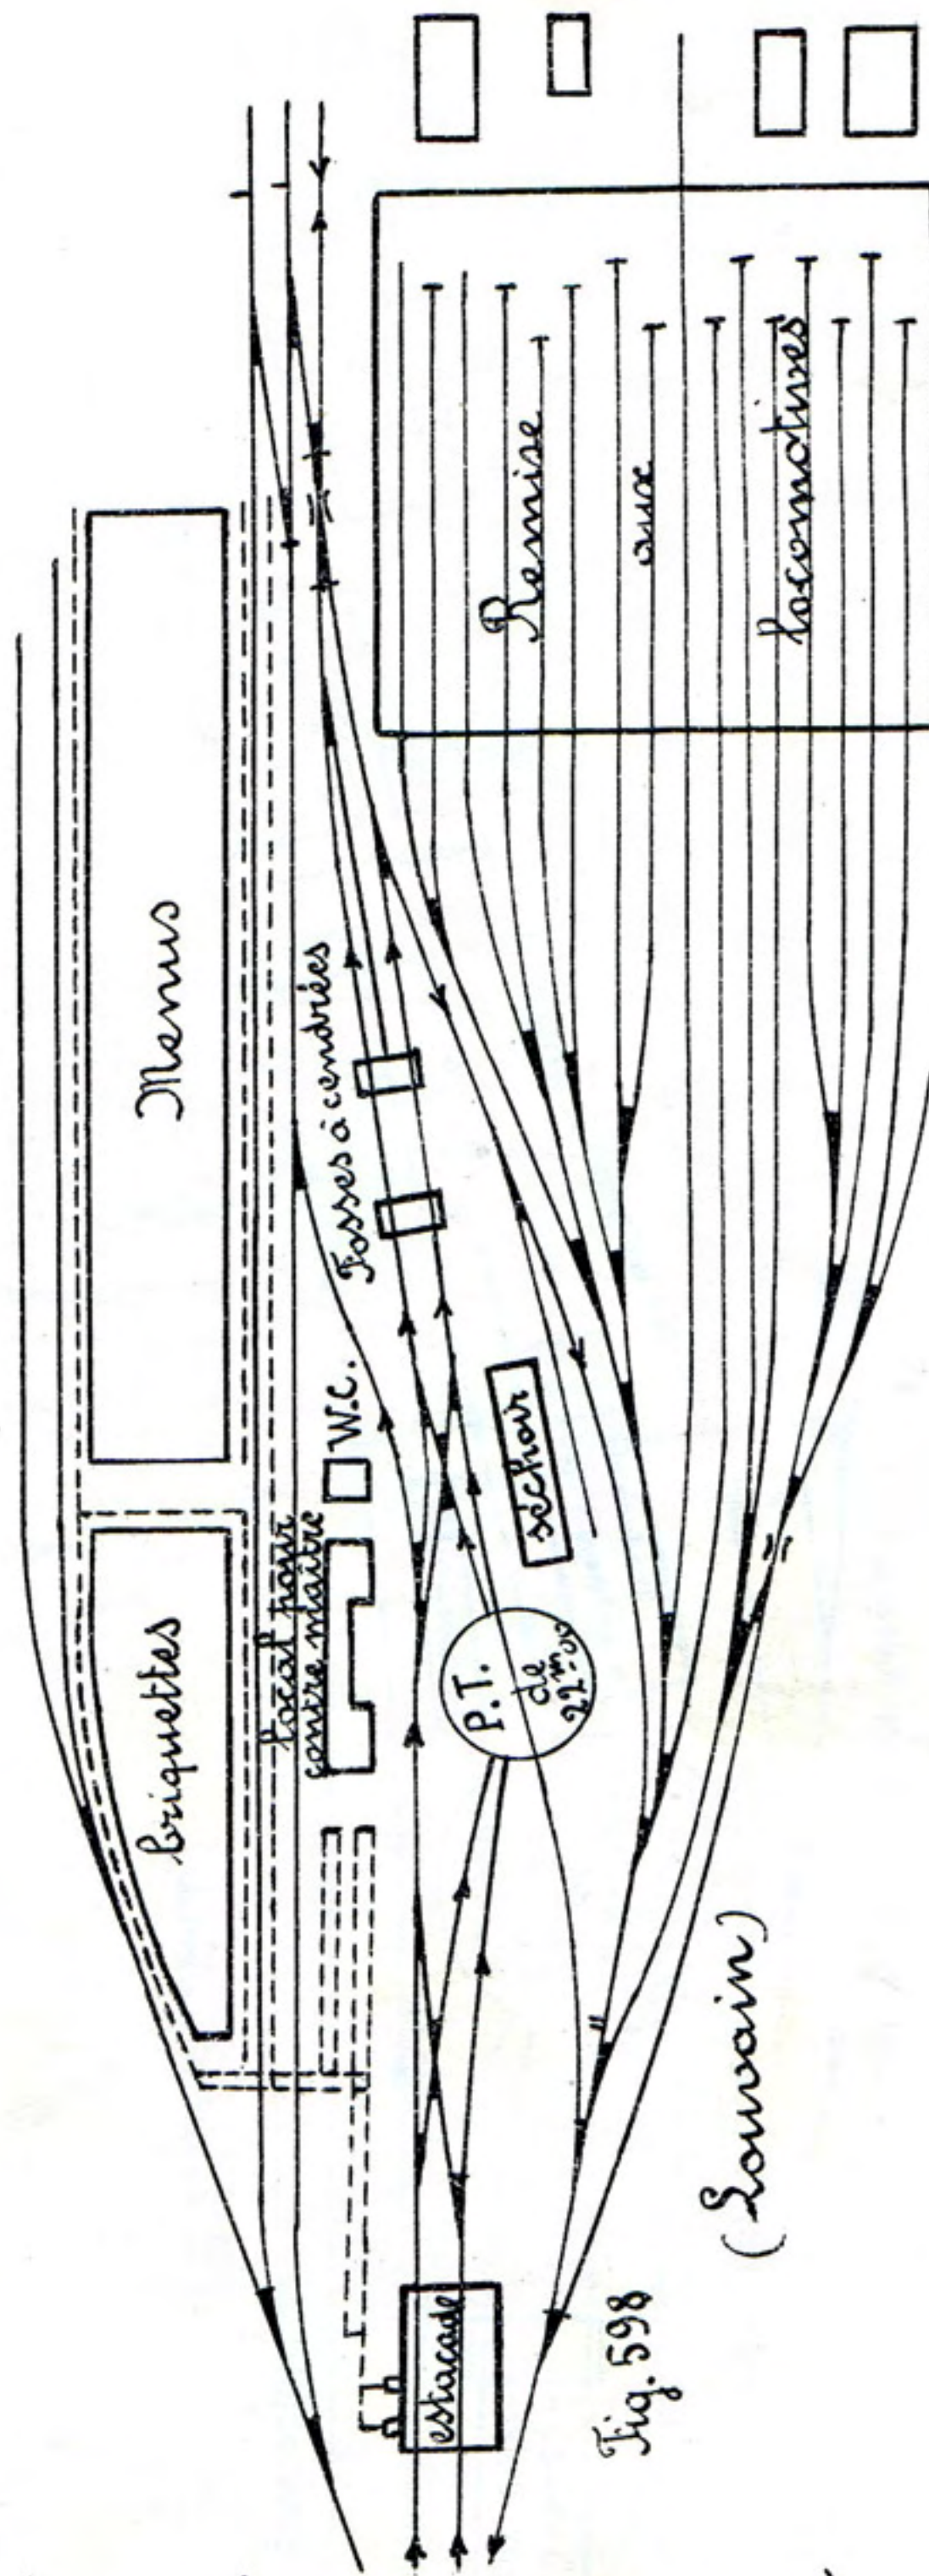 Menus
briquettes
Fosses à cendrées
W.C.
local pour
contre maître
séchoir
P.T.
de
22m00
estacade
Remise
aux
locomotives
Fig. 598
(Louvain)